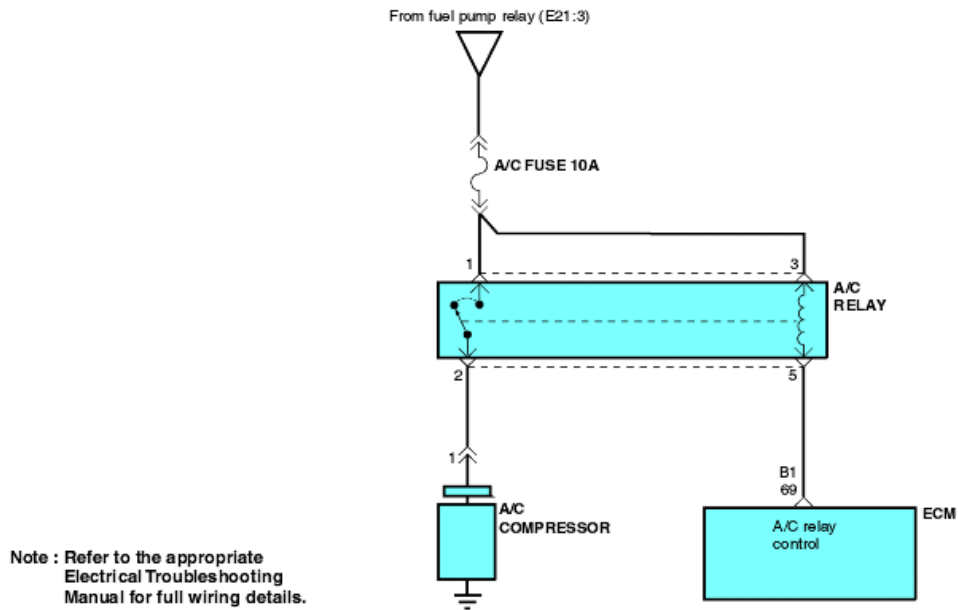 From fuel pump relay (E21:3)
A/C FUSE 10A
1
3
A/C
RELAY
2
5
1
B1
69
A/C
COMPRESSOR
A/C relay
control
ECM
Note : Refer to the appropriate
Electrical Troubleshooting
Manual for full wiring details.